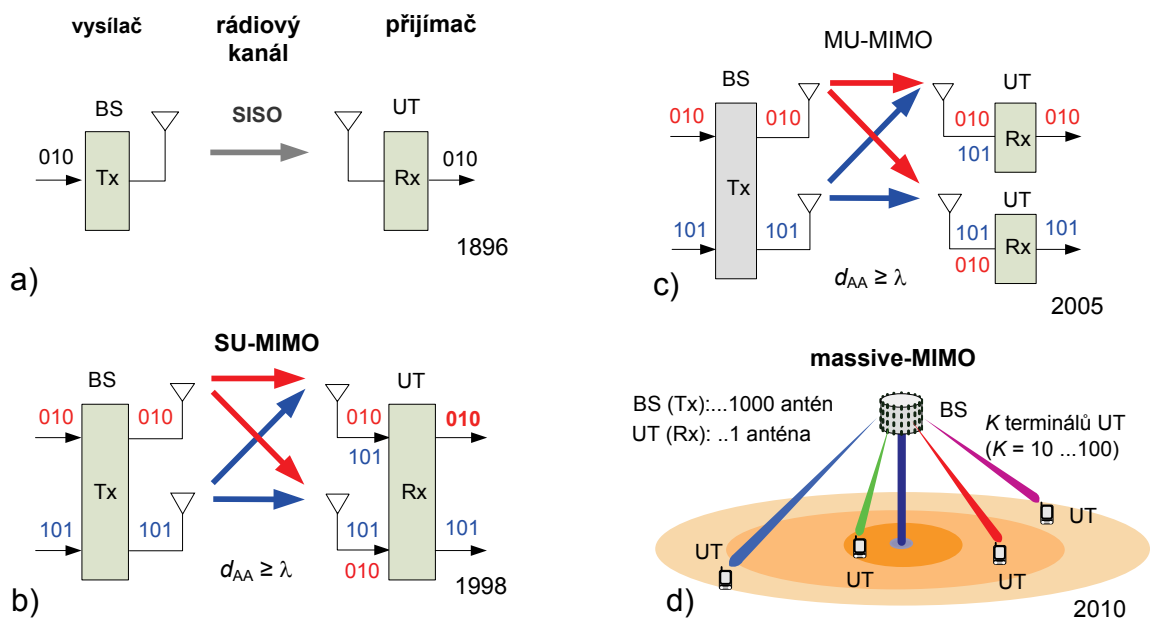 vysílač
rádiový
kanál
přijímač
BS
SISO
UT
010
Tx
Rx
010
1896
a)
SU-MIMO
BS
UT
010
010
010
010
101
Tx
Rx
101
101
101
101
010
d_AA ≥ λ
1998
b)
MU-MIMO
BS
UT
010
010
010
Rx
010
101
Tx
UT
101
101
101
Rx
101
010
d_AA ≥ λ
c)
2005
massive-MIMO
BS (Tx):...1000 antén
UT (Rx): ..1 anténa
BS
K terminálů UT
(K = 10 ...100)
UT
UT
UT
UT
d)
2010